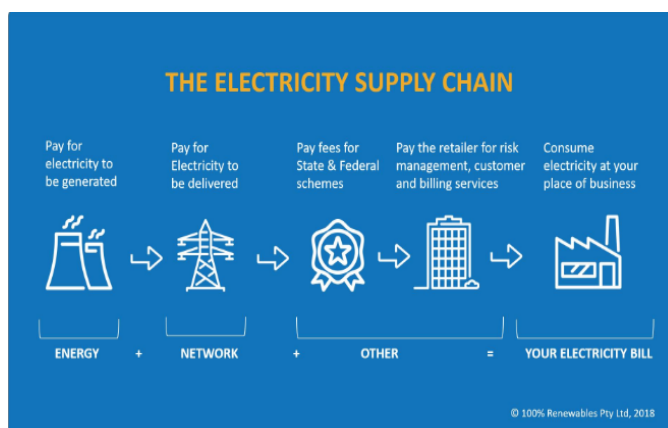 THE ELECTRICITY SUPPLY CHAIN
Pay for
electricity to
be generated
Pay for
Electricity to
be delivered
Pay fees for
State & Federal
schemes
Pay the retailer for risk
management, customer
and billing services
Consume
electricity at your
place of business
ENERGY + NETWORK + OTHER = YOUR ELECTRICITY BILL
© 100% Renewables Pty Ltd, 2018